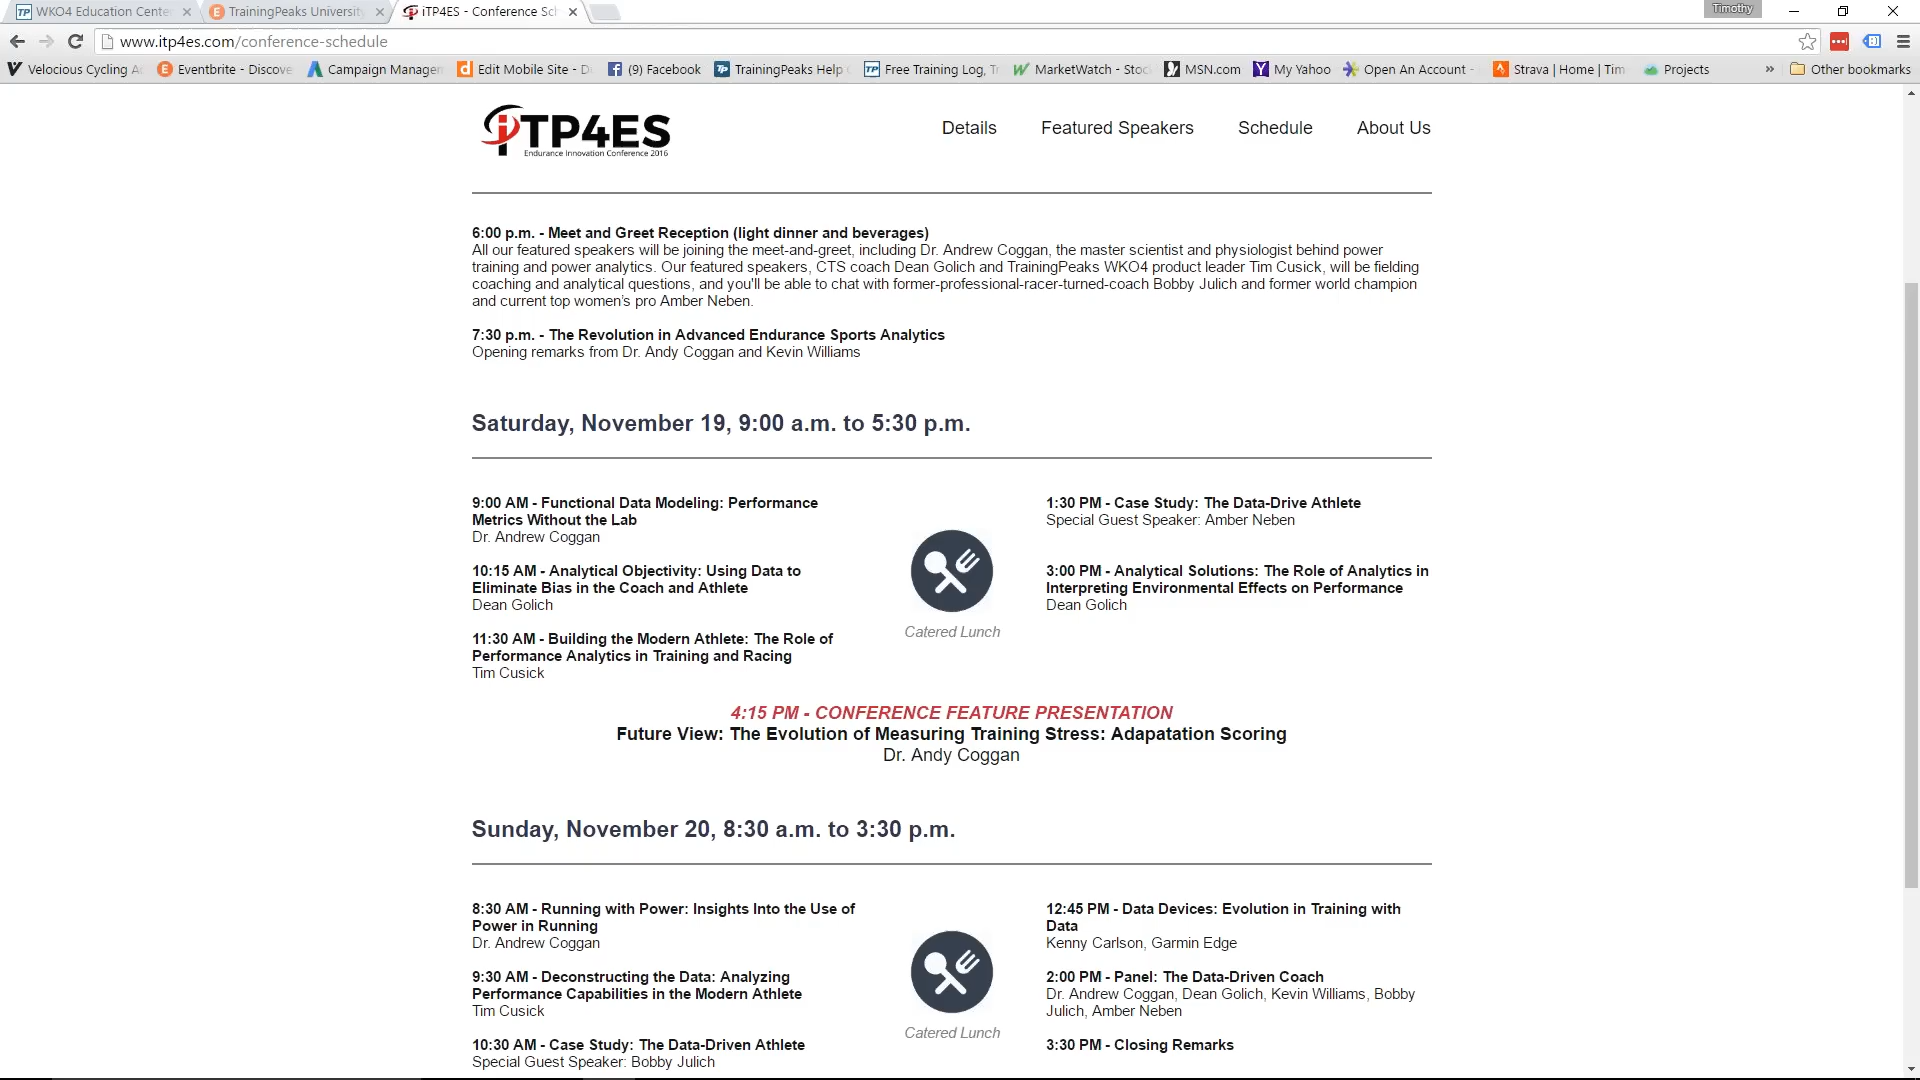 WKO4 Education Cente
TrainingPeaks University
iTP4ES - Conference Sch
Timothy
www.itp4es.com/conference-schedule
Velocious Cycling A
Eventbrite - Discove
Campaign Managem
Edit Mobile Site - D
(9) Facebook
TrainingPeaks Help
Free Training Log, T
MarketWatch - Stoc
MSN.com
My Yahoo
Open An Account -
Strava | Home | Tim
Projects
»
Other bookmarks
iTP4ES
Endurance Innovation Conference 2016
Details
Featured Speakers
Schedule
About Us
6:00 p.m. - Meet and Greet Reception (light dinner and beverages)
All our featured speakers will be joining the meet-and-greet, including Dr. Andrew Coggan, the master scientist and physiologist behind power
training and power analytics. Our featured speakers, CTS coach Dean Golich and TrainingPeaks WKO4 product leader Tim Cusick, will be fielding
coaching and analytical questions, and you'll be able to chat with former-professional-racer-turned-coach Bobby Julich and former world champion
and current top women's pro Amber Neben.
7:30 p.m. - The Revolution in Advanced Endurance Sports Analytics
Opening remarks from Dr. Andy Coggan and Kevin Williams
Saturday, November 19, 9:00 a.m. to 5:30 p.m.
9:00 AM - Functional Data Modeling: Performance
Metrics Without the Lab
Dr. Andrew Coggan
10:15 AM - Analytical Objectivity: Using Data to
Eliminate Bias in the Coach and Athlete
Dean Golich
11:30 AM - Building the Modern Athlete: The Role of
Performance Analytics in Training and Racing
Tim Cusick
Catered Lunch
1:30 PM - Case Study: The Data-Drive Athlete
Special Guest Speaker: Amber Neben
3:00 PM - Analytical Solutions: The Role of Analytics in
Interpreting Environmental Effects on Performance
Dean Golich
4:15 PM - CONFERENCE FEATURE PRESENTATION
Future View: The Evolution of Measuring Training Stress: Adapatation Scoring
Dr. Andy Coggan
Sunday, November 20, 8:30 a.m. to 3:30 p.m.
8:30 AM - Running with Power: Insights Into the Use of
Power in Running
Dr. Andrew Coggan
9:30 AM - Deconstructing the Data: Analyzing
Performance Capabilities in the Modern Athlete
Tim Cusick
10:30 AM - Case Study: The Data-Driven Athlete
Special Guest Speaker: Bobby Julich
Catered Lunch
12:45 PM - Data Devices: Evolution in Training with
Data
Kenny Carlson, Garmin Edge
2:00 PM - Panel: The Data-Driven Coach
Dr. Andrew Coggan, Dean Golich, Kevin Williams, Bobby
Julich, Amber Neben
3:30 PM - Closing Remarks